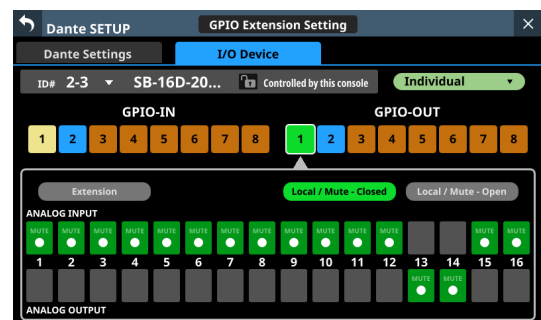 Dante SETUP GPIO Extension Setting ×
Dante Settings I/O Device
ID# 2-3 SB-16D-20... Controlled by this console Individual
GPIO-IN GPIO-OUT
1 2 3 4 5 6 7 8 1 2 3 4 5 6 7 8
Extension Local / Mute - Closed Local / Mute - Open
ANALOG INPUT
MUTE MUTE MUTE MUTE MUTE MUTE MUTE MUTE MUTE MUTE MUTE MUTE MUTE MUTE
1 2 3 4 5 6 7 8 9 10 11 12 13 14 15 16
MUTE MUTE
ANALOG OUTPUT